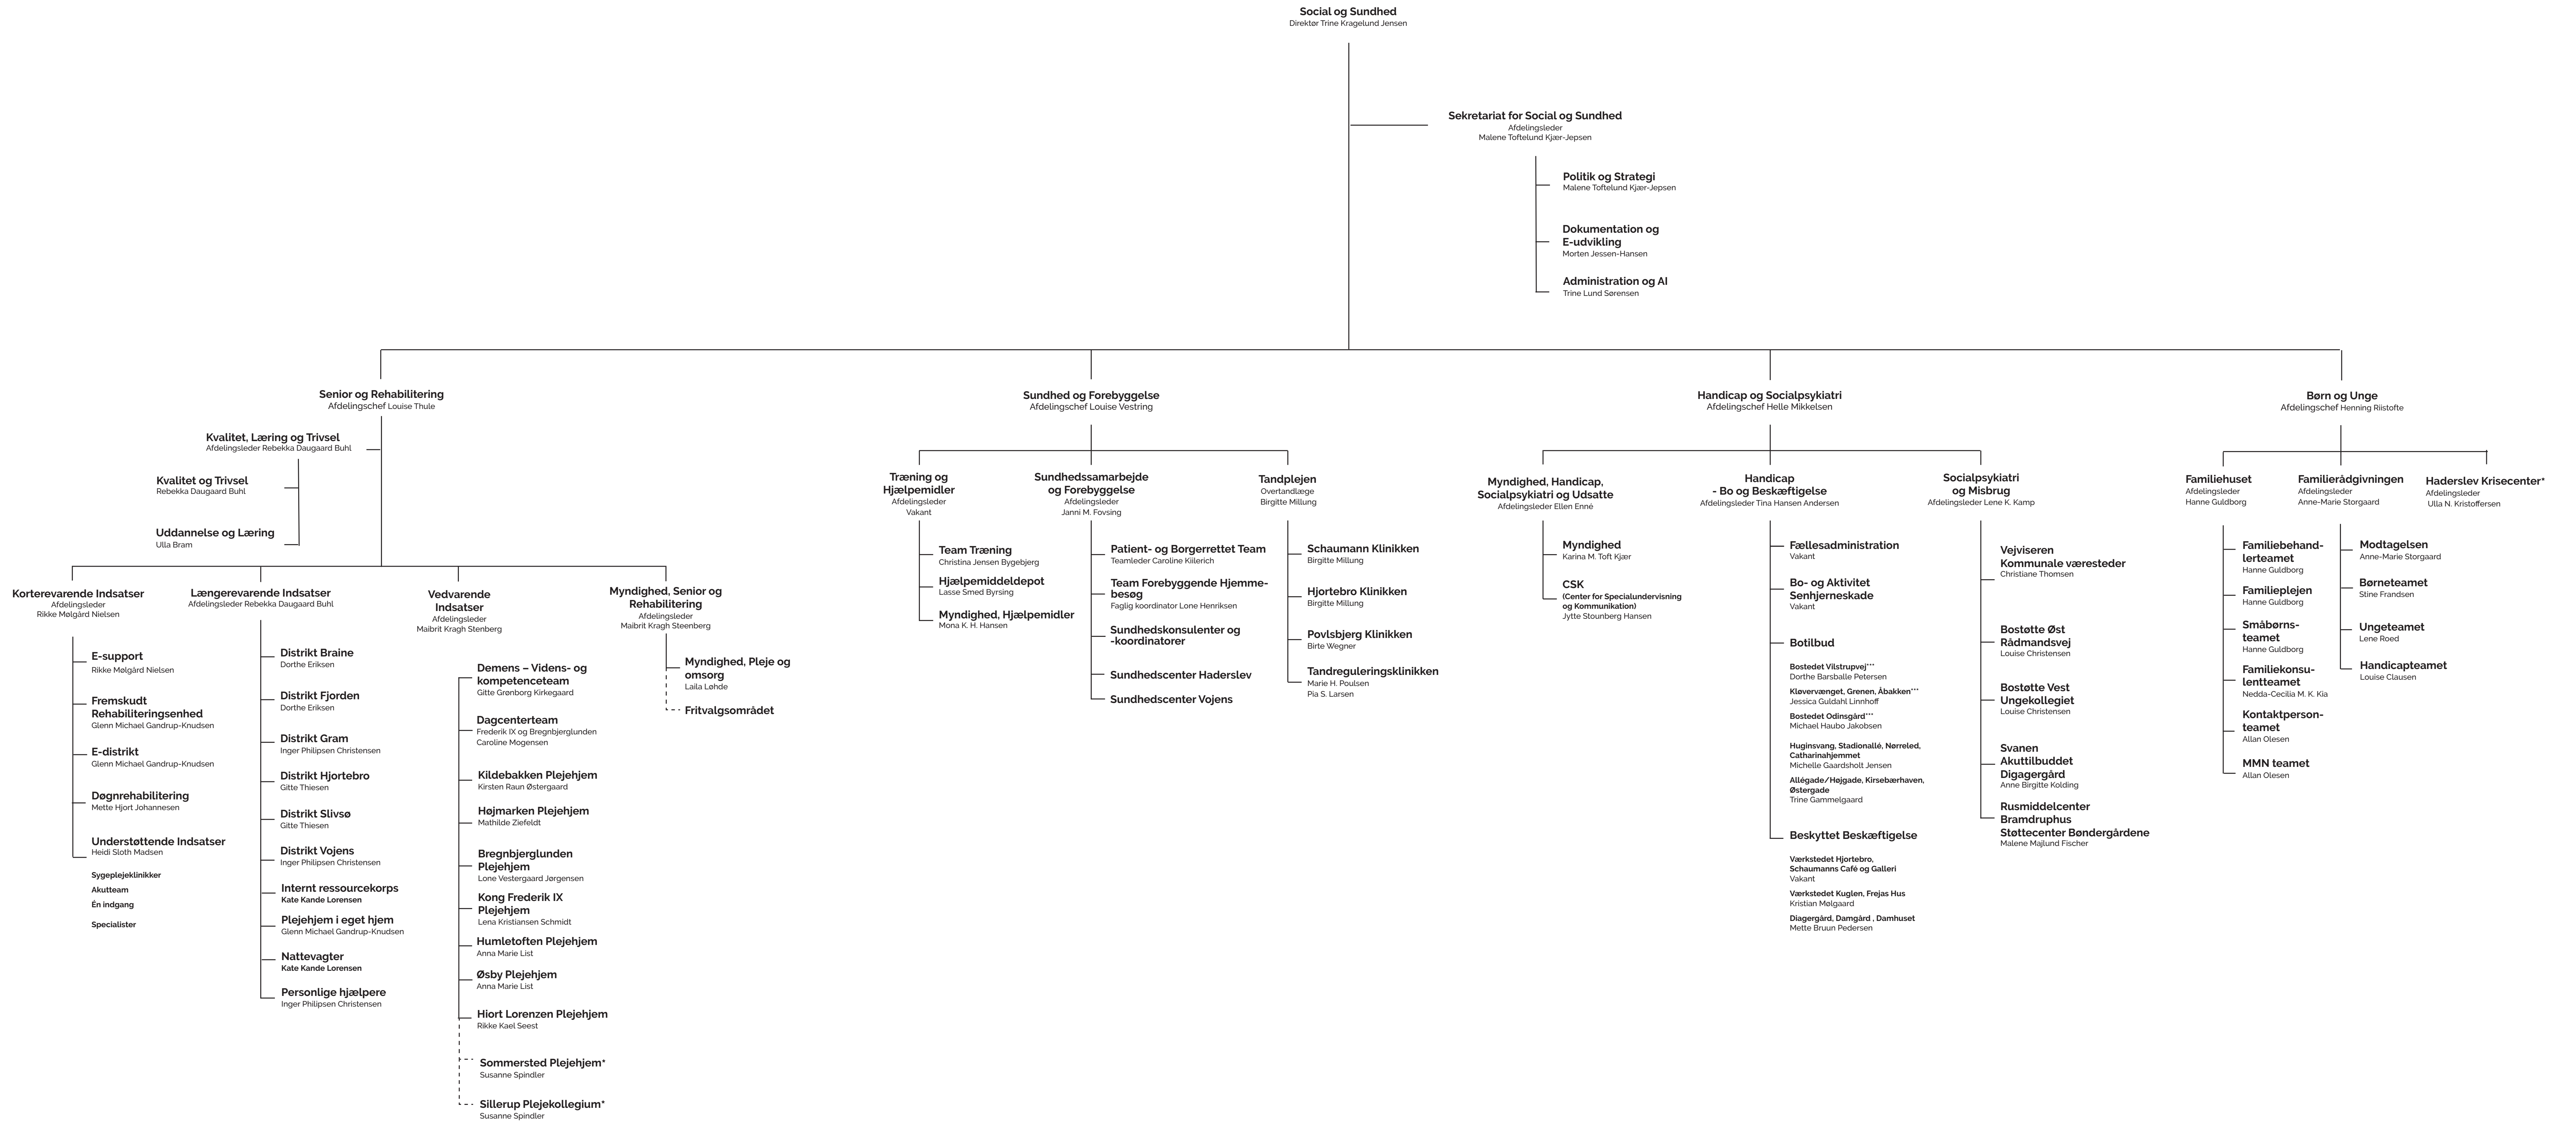 Social og Sundhed
Direktør Trine Kragelund Jensen
Sekretariat for Social og Sundhed
Afdelingsleder
Malene Toftelund Kjær-Jepsen
Politik og Strategi
Malene Toftelund Kjær-Jepsen
Dokumentation og
E-udvikling
Morten Jessen-Hansen
Administration og AI
Trine Lund Sørensen
Senior og Rehabilitering
Afdelingschef Louise Thule
Kvalitet, Læring og Trivsel
Afdelingsleder Rebekka Daugaard Buhl
Kvalitet og Trivsel
Rebekka Daugaard Buhl
Uddannelse og Læring
Ulla Bram
Korterevarende Indsatser
Afdelingsleder
Rikke Mølgård Nielsen
E-support
Rikke Mølgård Nielsen
Fremskudt
Rehabiliteringsenhed
Glenn Michael Gandrup-Knudsen
E-distrikt
Glenn Michael Gandrup-Knudsen
Døgnrehabilitering
Mette Hjort Johannesen
Understøttende Indsatser
Heidi Sloth Madsen
Sygeplejeklinikker
Akutteam
Én indgang
Specialister
Længerevarende Indsatser
Afdelingsleder Rebekka Daugaard Buhl
Distrikt Braine
Dorthe Eriksen
Distrikt Fjorden
Dorthe Eriksen
Distrikt Gram
Inger Philipsen Christensen
Distrikt Hjortebro
Gitte Thiesen
Distrikt Slivsø
Gitte Thiesen
Distrikt Vojens
Inger Philipsen Christensen
Internt ressourcekorps
Kate Kande Lorensen
Plejehjem i eget hjem
Glenn Michael Gandrup-Knudsen
Nattevagter
Kate Kande Lorensen
Personlige hjælpere
Inger Philipsen Christensen
Vedvarende
Indsatser
Afdelingsleder
Maibrit Kragh Stenberg
Demens – Videns- og
kompetenceteam
Gitte Grønborg Kirkegaard
Dagcenterteam
Frederik IX og Bregnbjerglunden
Caroline Mogensen
Kildebakken Plejehjem
Kirsten Raun Østergaard
Højmarken Plejehjem
Mathilde Ziefeldt
Bregnbjerglunden
Plejehjem
Lone Vestergaard Jørgensen
Kong Frederik IX
Plejehjem
Lena Kristiansen Schmidt
Humletoften Plejehjem
Anna Marie List
Øsby Plejehjem
Anna Marie List
Hiort Lorenzen Plejehjem
Rikke Kael Seest
Sommersted Plejehjem*
Susanne Spindler
Sillerup Plejekollegium*
Susanne Spindler
Myndighed, Senior og
Rehabilitering
Afdelingsleder
Maibrit Kragh Steenberg
Myndighed, Pleje og
omsorg
Laila Løhde
Fritvalgsområdet
Sundhed og Forebyggelse
Afdelingschef Louise Vestring
Træning og
Hjælpemidler
Afdelingsleder
Vakant
Team Træning
Christina Jensen Bygebjerg
Hjælpemiddeldepot
Lasse Smed Byrsing
Myndighed, Hjælpemidler
Mona K. H. Hansen
Sundhedssamarbejde
og Forebyggelse
Afdelingsleder
Janni M. Fovsing
Patient- og Borgerrettet Team
Teamleder Caroline Kiilerich
Team Forebyggende Hjemme-
besøg
Faglig koordinator Lone Henriksen
Sundhedskonsulenter og
-koordinatorer
Sundhedscenter Haderslev
Sundhedscenter Vojens
Tandplejen
Overtandlæge
Birgitte Millung
Schaumann Klinikken
Birgitte Millung
Hjortebro Klinikken
Birgitte Millung
Povlsbjerg Klinikken
Birte Wegner
Tandreguleringsklinikken
Marie H. Poulsen
Pia S. Larsen
Handicap og Socialpsykiatri
Afdelingschef Helle Mikkelsen
Myndighed, Handicap,
Socialpsykiatri og Udsatte
Afdelingsleder Ellen Enné
Myndighed
Karina M. Toft Kjær
CSK
(Center for Specialundervisning
og Kommunikation)
Jytte Stounberg Hansen
Handicap
- Bo og Beskæftigelse
Afdelingsleder Tina Hansen Andersen
Fællesadministration
Vakant
Bo- og Aktivitet
Senhjerneskade
Vakant
Botilbud
Bostedet Vilstrupvej***
Dorthe Barsballe Petersen
Kløvervænget, Grenen, Åbakken***
Jessica Guldahl Linnhoff
Bostedet Odinsgård***
Michael Haubo Jakobsen
Huginsvang, Stadionallé, Nørreled,
Catharinahjemmet
Michelle Gaardsholt Jensen
Allégade/Højgade, Kirsebærhaven,
Østergade
Trine Gammelgaard
Beskyttet Beskæftigelse
Værkstedet Hjortebro,
Schaumanns Café og Galleri
Vakant
Værkstedet Kuglen, Frejas Hus
Kristian Mølgaard
Diagergård, Damgård , Damhuset
Mette Bruun Pedersen
Socialpsykiatri
og Misbrug
Afdelingsleder Lene K. Kamp
Vejviseren
Kommunale væresteder
Christiane Thomsen
Bostøtte Øst
Rådmandsvej
Louise Christensen
Bostøtte Vest
Ungekollegiet
Louise Christensen
Svanen
Akuttilbuddet
Digagergård
Anne Birgitte Kolding
Rusmiddelcenter
Bramdruphus
Støttecenter Bøndergårdene
Malene Majlund Fischer
Børn og Unge
Afdelingschef Henning Riistofte
Familiehuset
Afdelingsleder
Hanne Guldborg
Familiebehand-
lerteamet
Hanne Guldborg
Familieplejen
Hanne Guldborg
Småbørns-
teamet
Hanne Guldborg
Familiekonsu-
lentteamet
Nedda-Cecilia M. K. Kia
Kontaktperson-
teamet
Allan Olesen
MMN teamet
Allan Olesen
Familierådgivningen
Afdelingsleder
Anne-Marie Storgaard
Modtagelsen
Anne-Marie Storgaard
Børneteamet
Stine Frandsen
Ungeteamet
Lene Roed
Handicapteamet
Louise Clausen
Haderslev Krisecenter*
Afdelingsleder
Ulla N. Kristoffersen